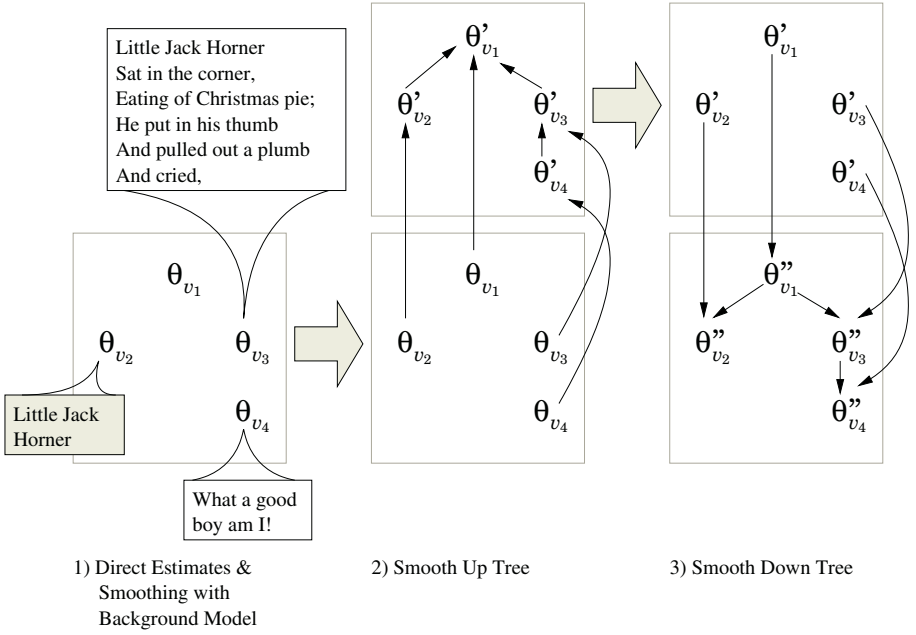 Little Jack Horner
Sat in the corner,
Eating of Christmas pie;
He put in his thumb
And pulled out a plumb
And cried,
θv1
θv2
θv3
Little Jack
Horner
θv4
What a good
boy am I!
1) Direct Estimates &
Smoothing with
Background Model
θ'v1
θ'v2
θ'v3
θ'v4
θv1
θv2
θv3
θv4
2) Smooth Up Tree
θ'v1
θ'v2
θ'v3
θ'v4
θ''v1
θ''v2
θ''v3
θ''v4
3) Smooth Down Tree